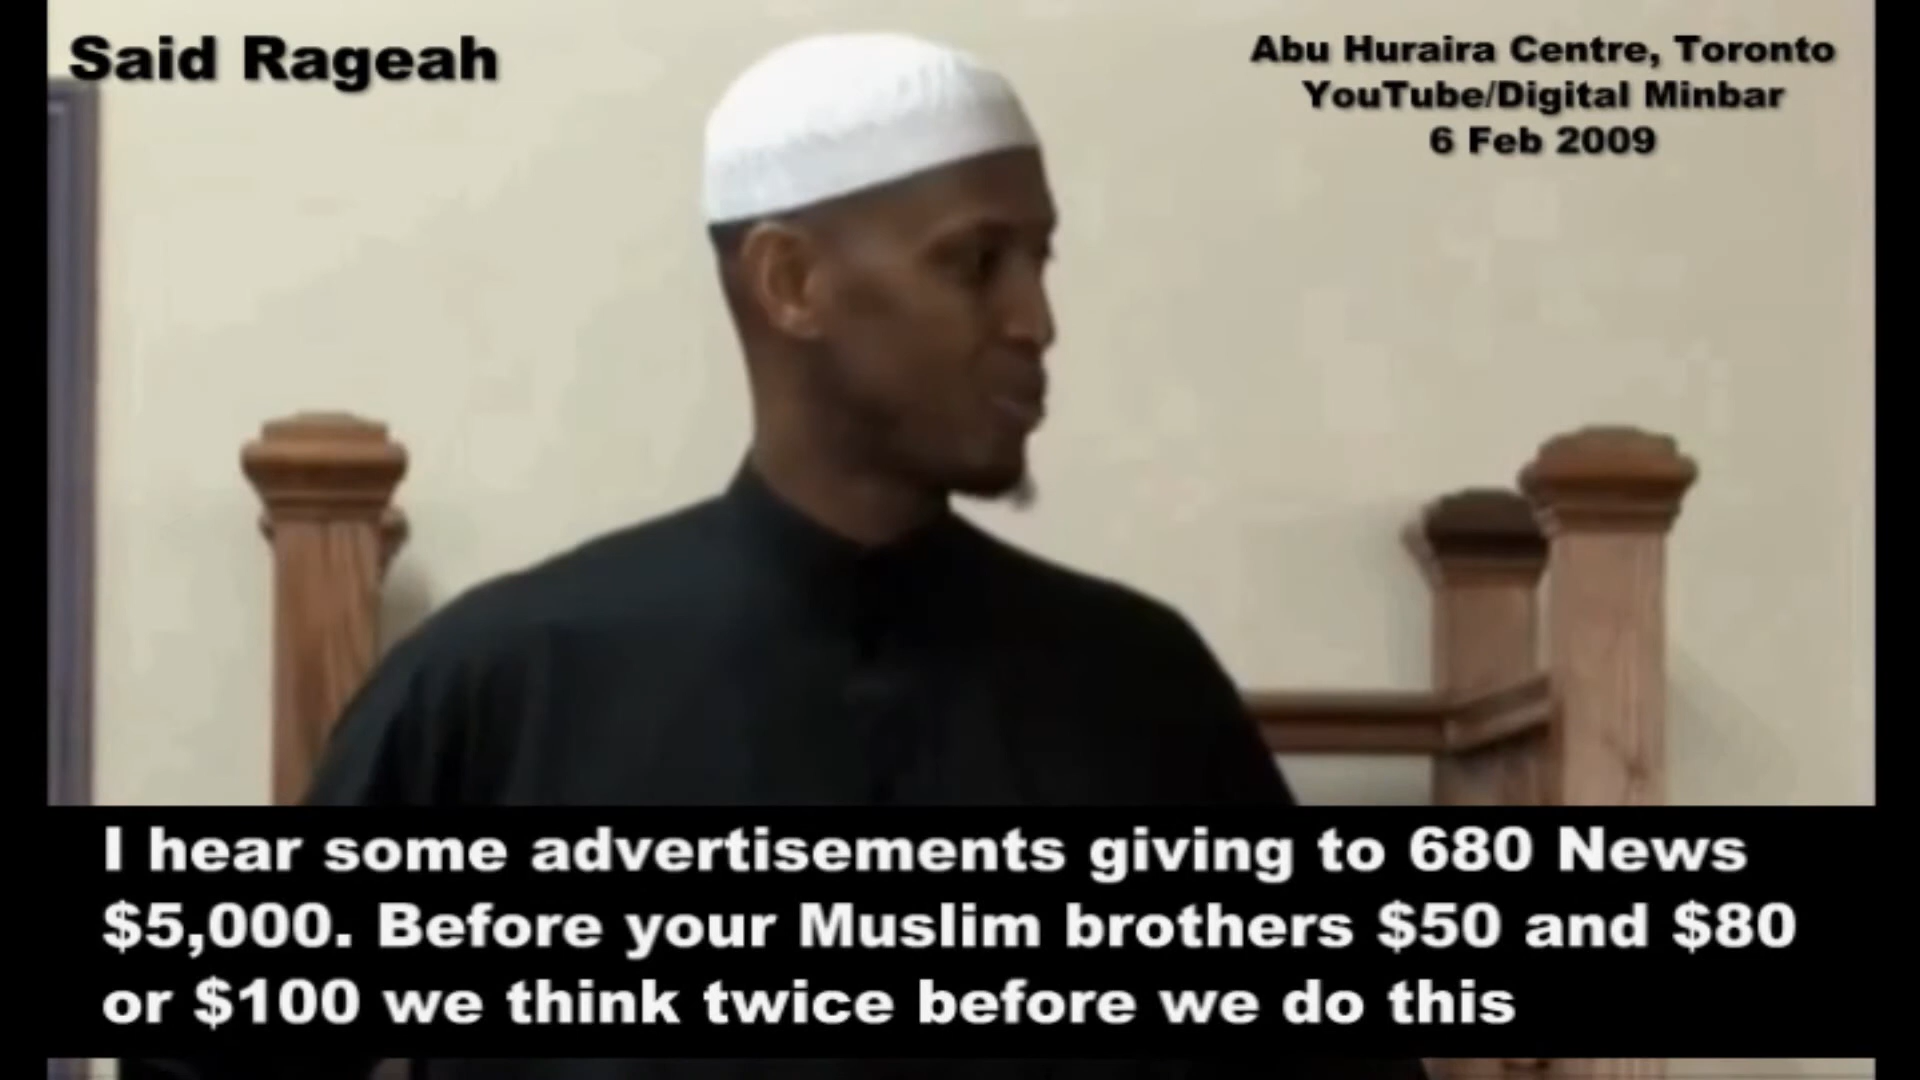 Said Rageah
Abu Huraira Centre, Toronto
YouTube/Digital Minbar
6 Feb 2009
I hear some advertisements giving to 680 News
$5,000. Before your Muslim brothers $50 and $80
or $100 we think twice before we do this